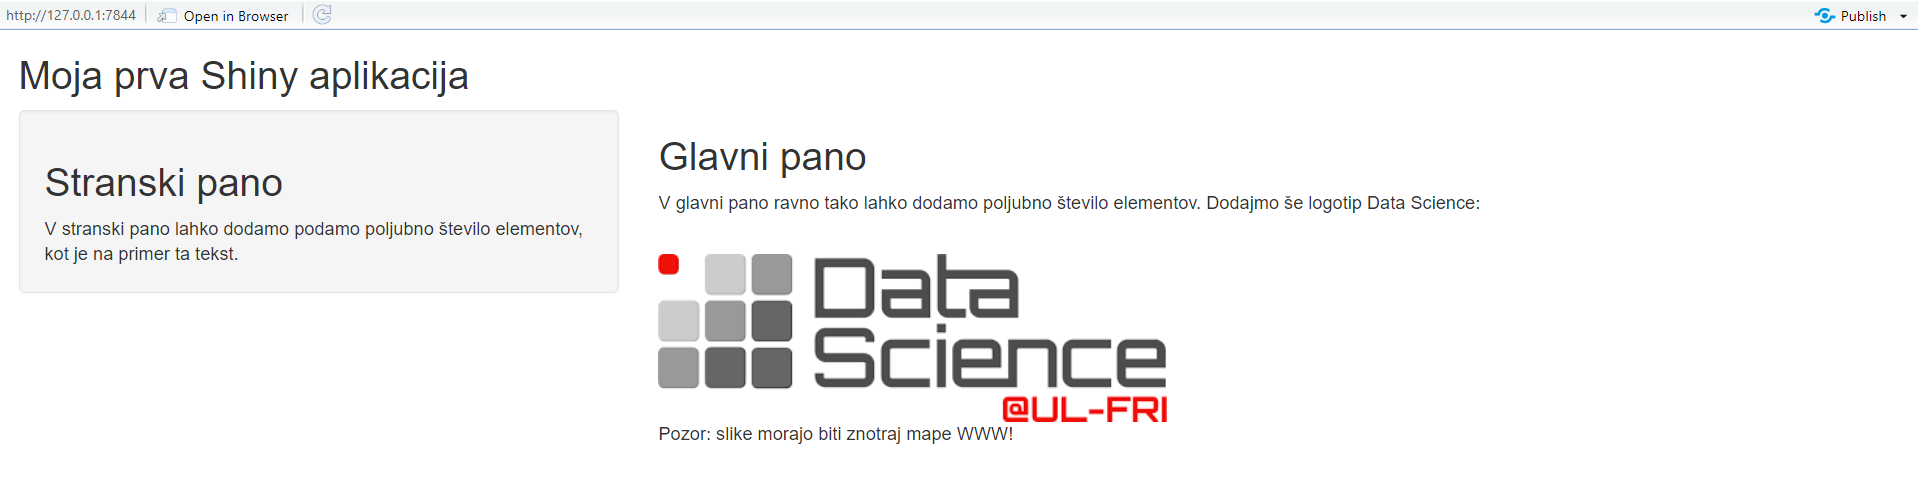 http://127.0.0.1:7844 Open in Browser Publish
Moja prva Shiny aplikacija
Stranski pano
V stranski pano lahko dodamo podamo poljubno število elementov,
kot je na primer ta tekst.
Glavni pano
V glavni pano ravno tako lahko dodamo poljubno število elementov. Dodajmo še logotip Data Science:
Data
Science
@UL-FRI
Pozor: slike morajo biti znotraj mape WWW!